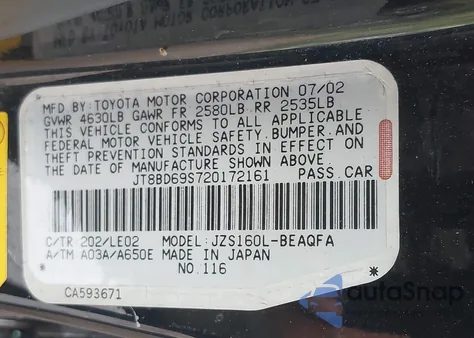 MFD.BY:TOYOTA MOTOR CORPORATION 07/02
GVWR 4630LB GAWR FR 2580LB RR 2535LB
THIS VEHICLE CONFORMS TO ALL APPLICABLE
FEDERAL MOTOR VEHICLE SAFETY,BUMPER,AND
THEFT PREVENTION STANDARDS IN EFFECT ON
THE DATE OF MANUFACTURE SHOWN ABOVE.
JT8BD69S720172161 PASS.CAR
C/TR:202/LE02 MODEL:JZS160L-BEAQFA
A/TM A03A/A650E MADE IN JAPAN
NO.116
CA593671
autoSnap